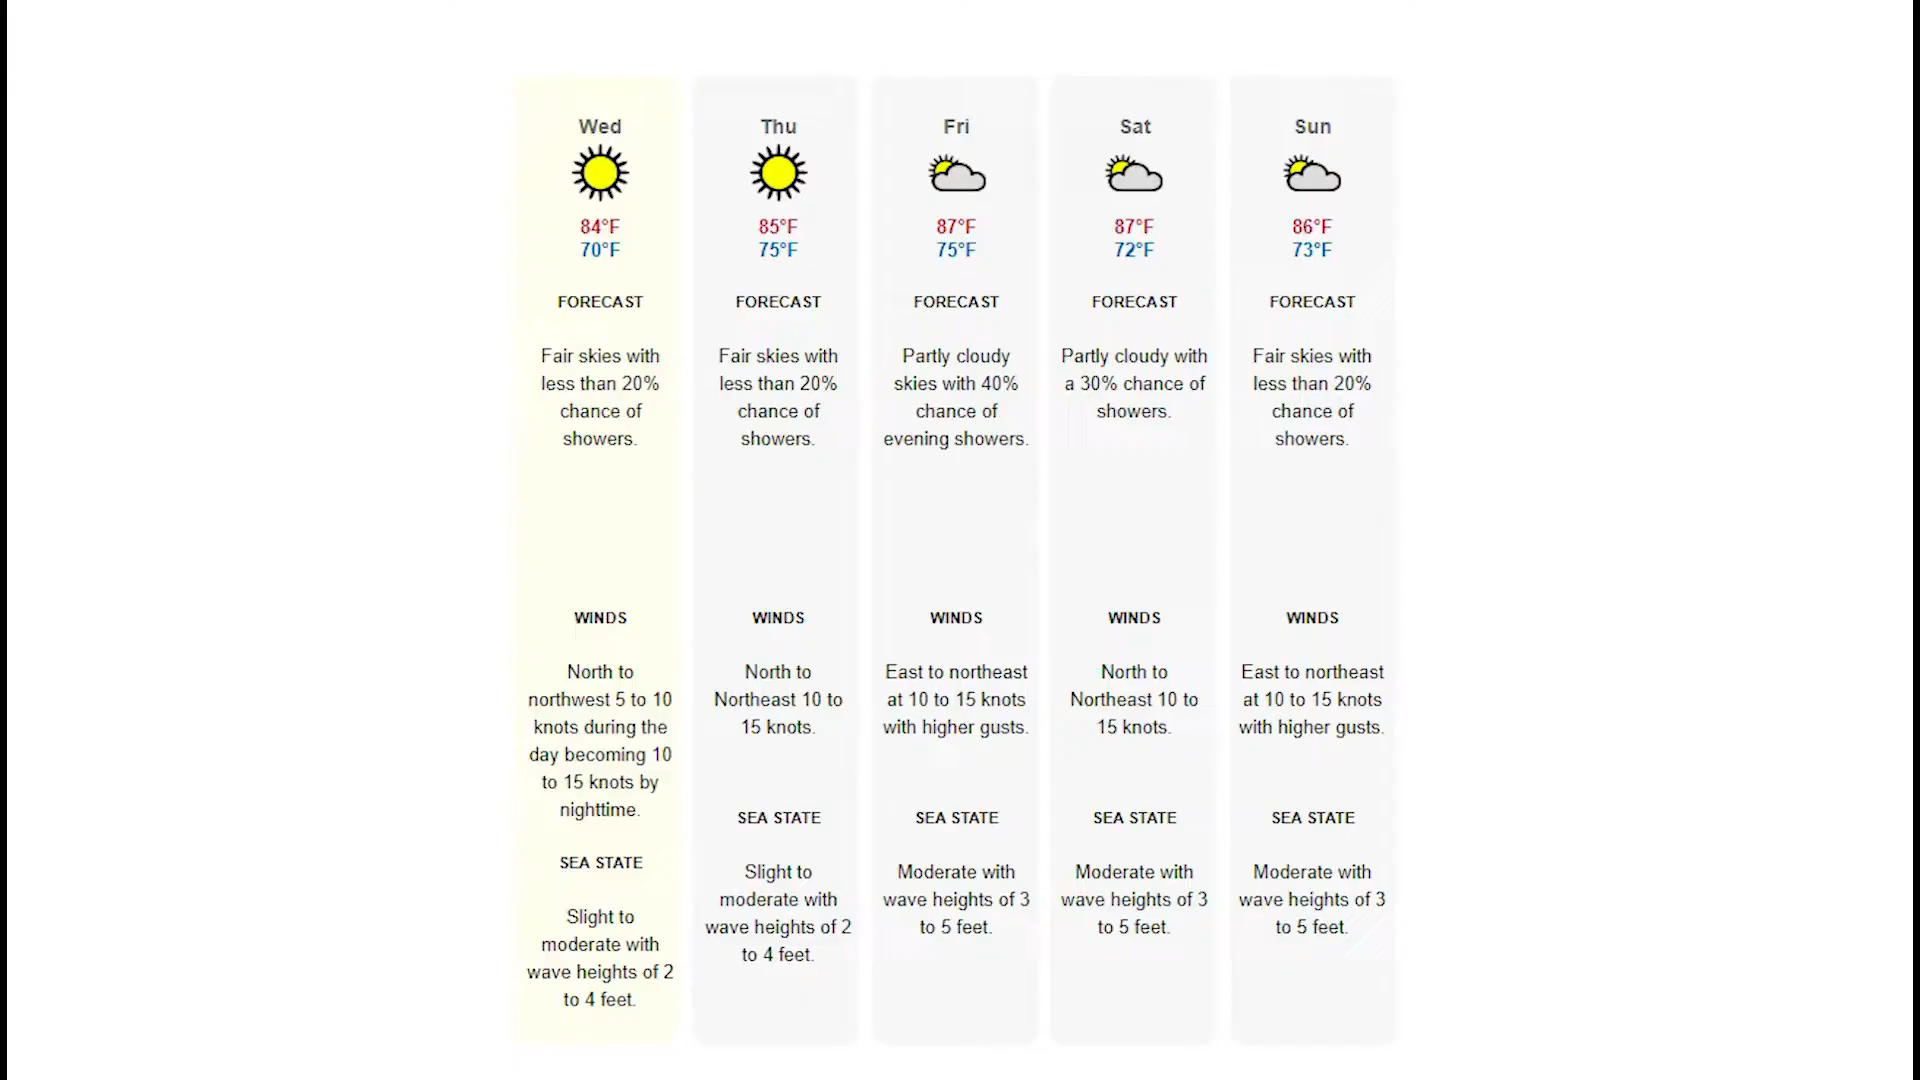 Wed
84°F
70°F
FORECAST
Fair skies with
less than 20%
chance of
showers.
WINDS
North to
northwest 5 to 10
knots during the
day becoming 10
to 15 knots by
nighttime.
SEA STATE
Slight to
moderate with
wave heights of 2
to 4 feet.
Thu
85°F
75°F
FORECAST
Fair skies with
less than 20%
chance of
showers.
WINDS
North to
Northeast 10 to
15 knots.
SEA STATE
Slight to
moderate with
wave heights of 2
to 4 feet.
Fri
87°F
75°F
FORECAST
Partly cloudy
skies with 40%
chance of
evening showers.
WINDS
East to northeast
at 10 to 15 knots
with higher gusts.
SEA STATE
Moderate with
wave heights of 3
to 5 feet.
Sat
87°F
72°F
FORECAST
Partly cloudy with
a 30% chance of
showers.
WINDS
North to
Northeast 10 to
15 knots.
SEA STATE
Moderate with
wave heights of 3
to 5 feet.
Sun
86°F
73°F
FORECAST
Fair skies with
less than 20%
chance of
showers.
WINDS
East to northeast
at 10 to 15 knots
with higher gusts.
SEA STATE
Moderate with
wave heights of 3
to 5 feet.